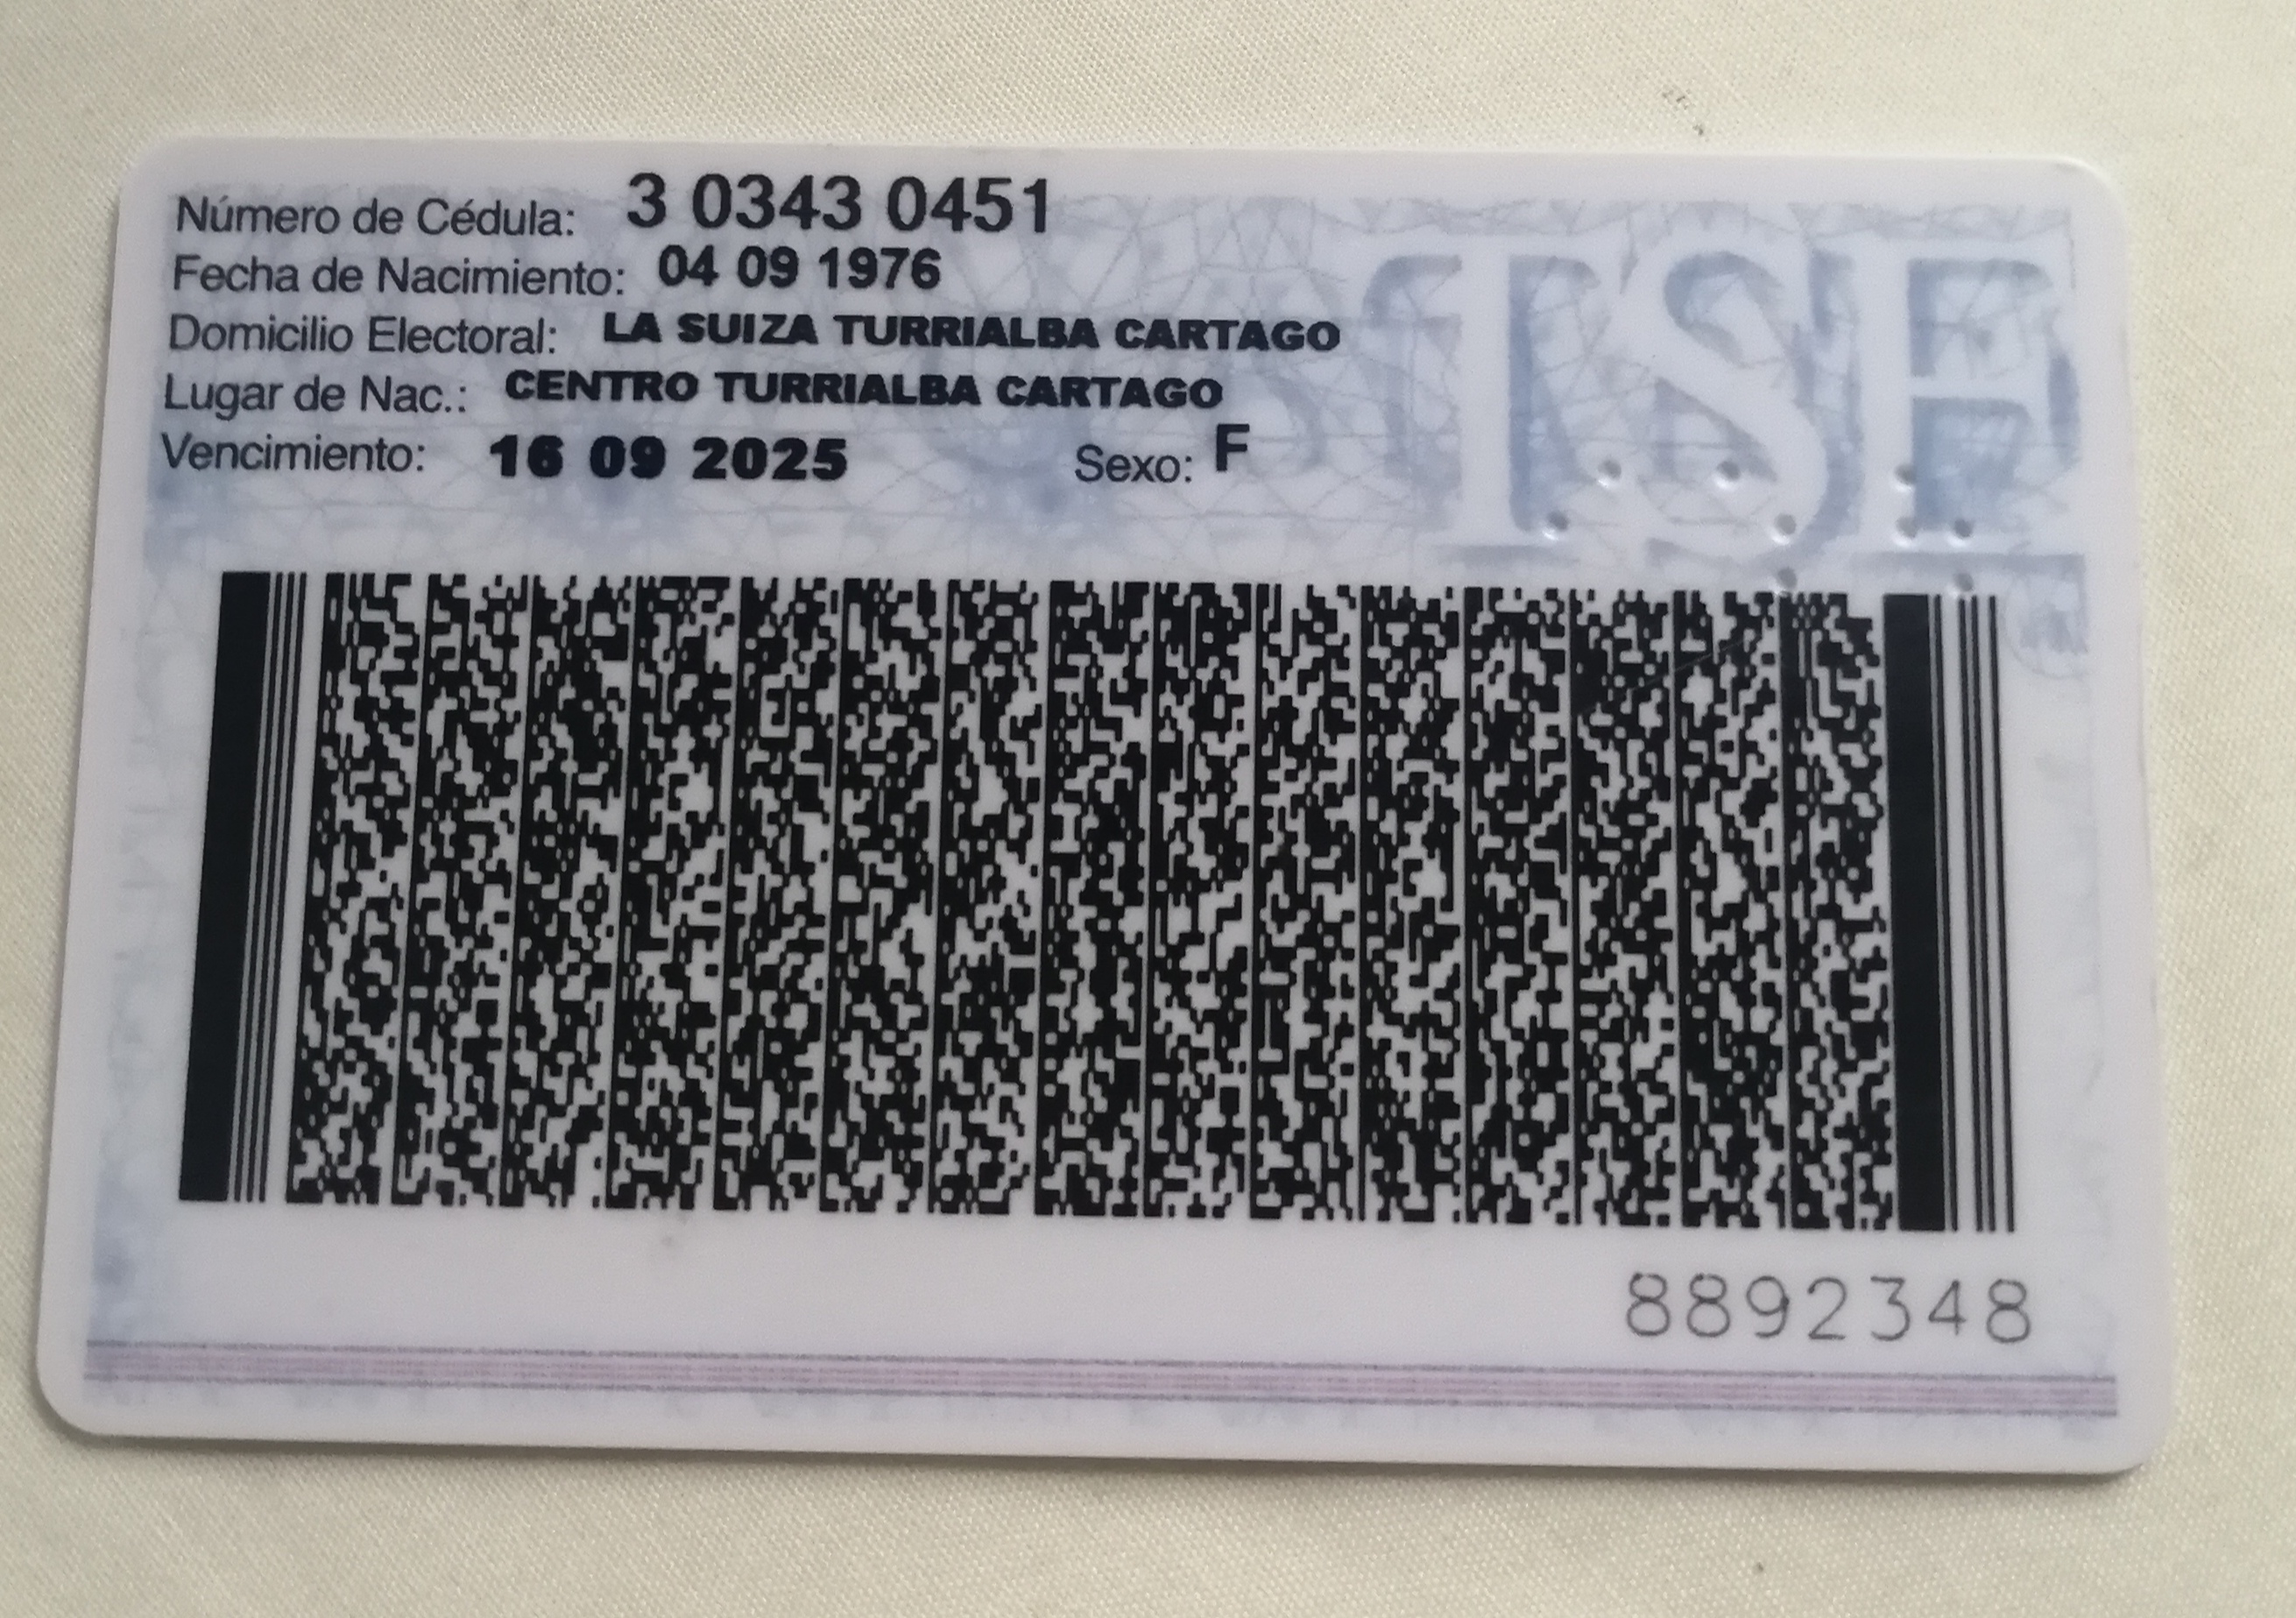 Número de Cédula: 3 0343 0451
Fecha de Nacimiento: 04 09 1976
Domicilio Electoral: LA SUIZA TURRIALBA CARTAGO
Lugar de Nac.: CENTRO TURRIALBA CARTAGO
Vencimiento: 16 09 2025 Sexo: F
TSE
8892348